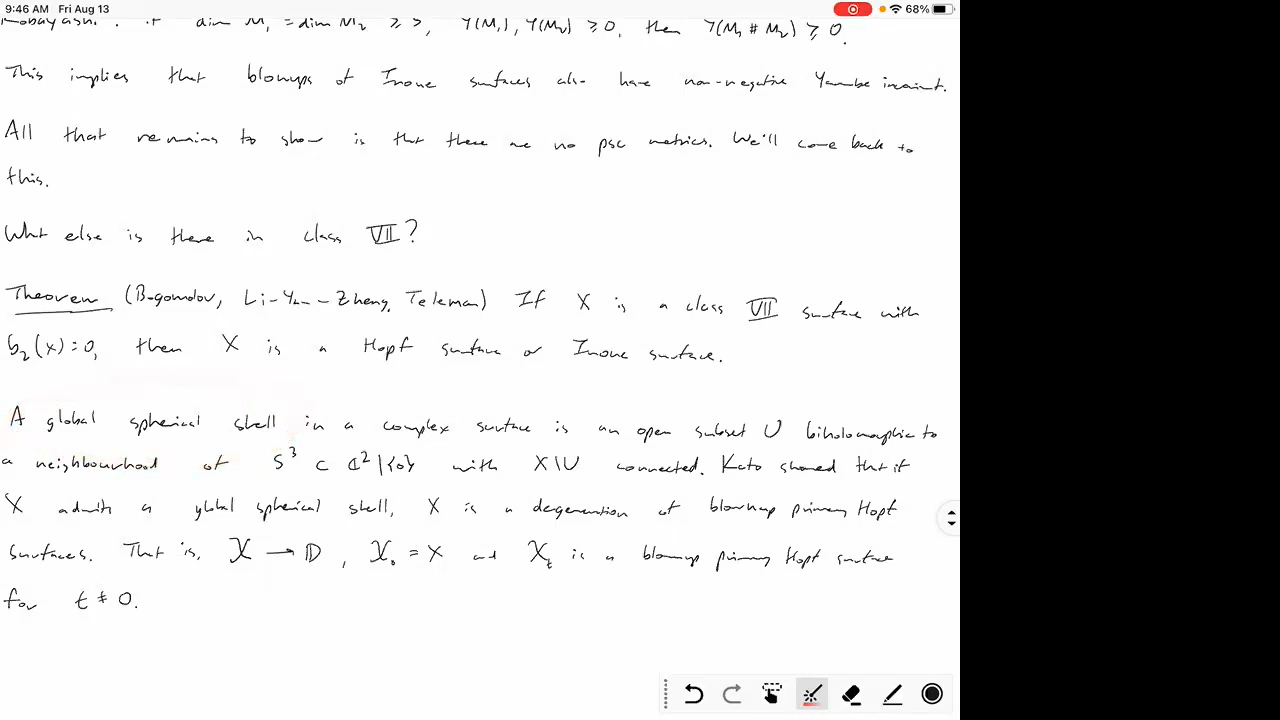 9:46 AM Fri Aug 13
68%
Kobayashi: If dim M₁ = dim M₂ ≥ 3, Y(M₁), Y(M₂) ≥ 0, then Y(M₁ # M₂) ≥ 0.
This implies that blowups of Inoue surfaces also have non-negative Yamabe invariant.
All that remains to show is that there are no psc metrics. We'll come back to
this.
What else is there in class VII?
Theorem (Bogomolov, Li-Yau-Zheng, Teleman) If X is a class VII surface with
b₂(X)=0, then X is a Hopf surface or Inoue surface.
A global spherical shell in a complex surface is an open subset U biholomorphic to
a neighbourhood of S³ ⊂ ℂ²\{0} with X\U connected. Kato showed that if
X admits a global spherical shell, X is a degeneration of blownup primary Hopf
surfaces. That is, 𝒳 → 𝔻, 𝒳₀ = X and 𝒳ₜ is a blownup primary Hopf surface
for t ≠ 0.